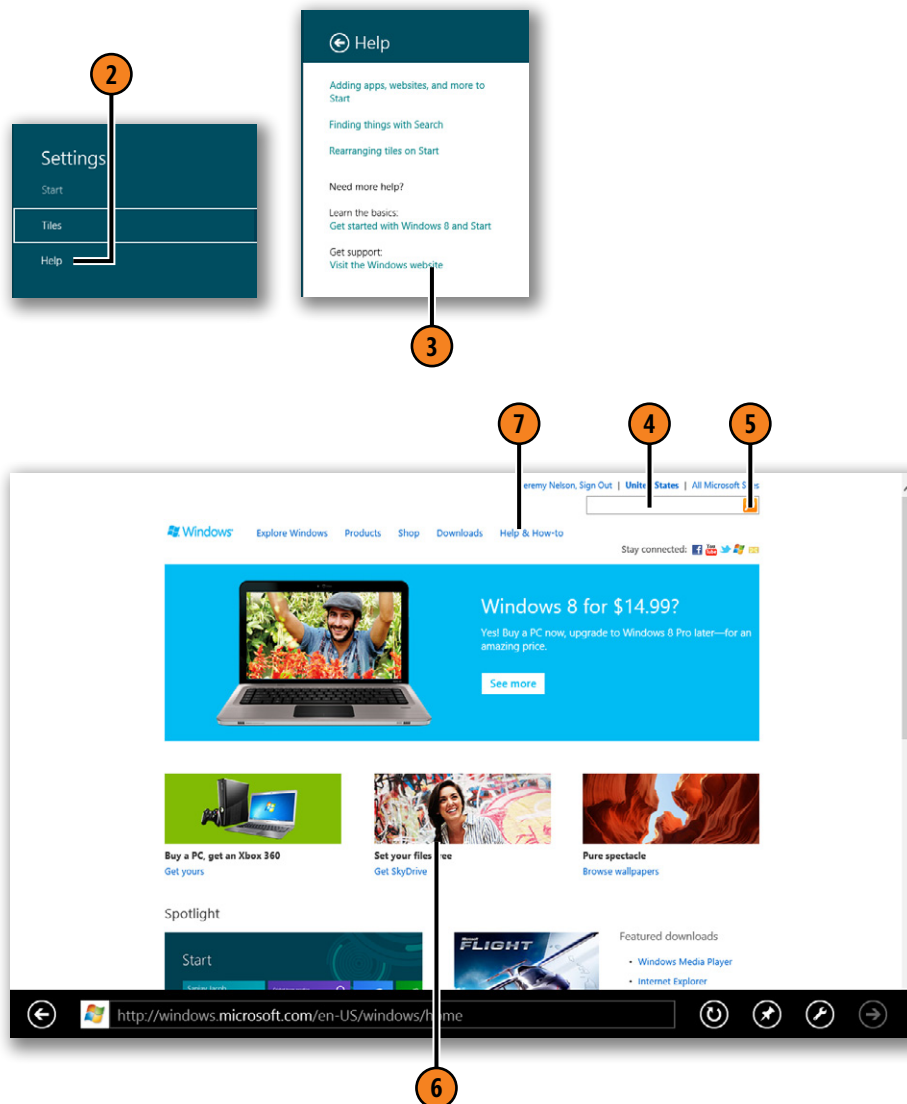 2
Settings
Start
Tiles
Help
Help
Adding apps, websites, and more to
Start
Finding things with Search
Rearranging tiles on Start
Need more help?
Learn the basics:
Get started with Windows 8 and Start
Get support:
Visit the Windows website
3
7
4
5
eremy Nelson, Sign Out | United States | All Microsoft Sites
Windows
Explore Windows
Products
Shop
Downloads
Help & How-to
Stay connected:
You
Tube
Windows 8 for $14.99?
Yes! Buy a PC now, upgrade to Windows 8 Pro later—for an
amazing price.
See more
Buy a PC, get an Xbox 360
Get yours
Set your files free
Get SkyDrive
Pure spectacle
Browse wallpapers
Spotlight
Start
FLIGHT
Featured downloads
• Windows Media Player
• Internet Explorer
http://windows.microsoft.com/en-US/windows/home
6